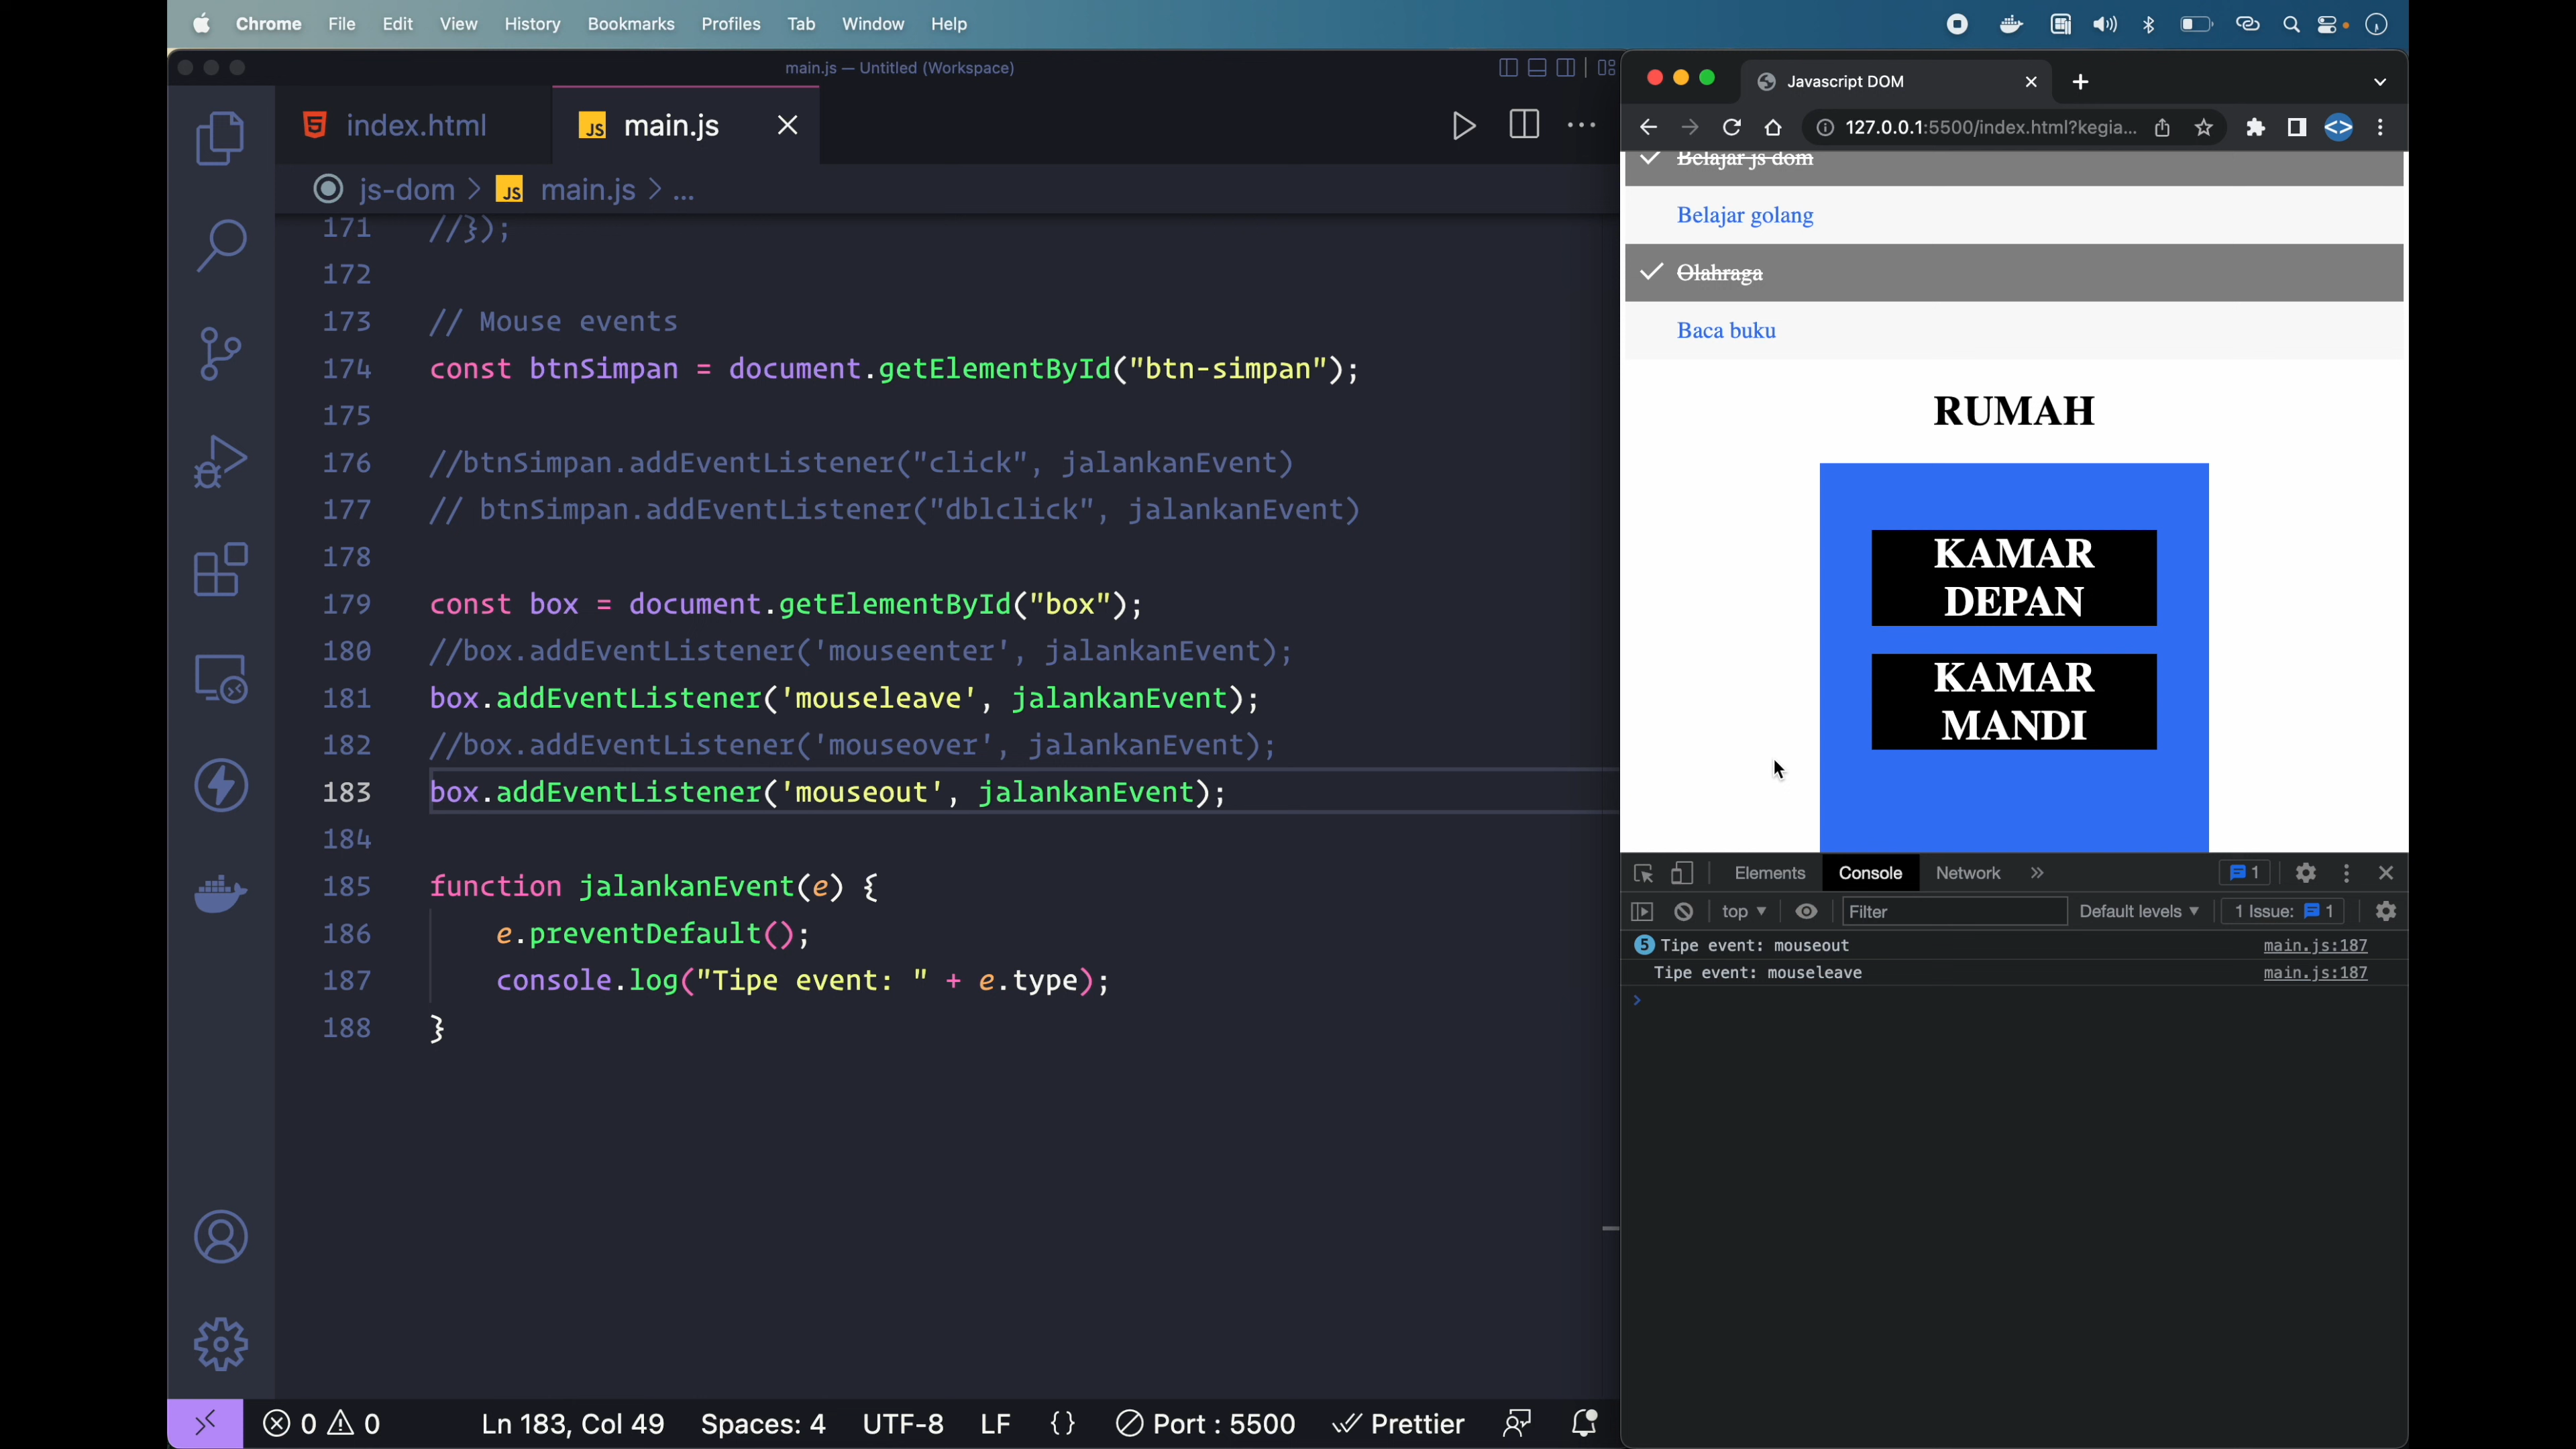 Chrome File Edit View History Bookmarks Profiles Tab Window Help
main.js — Untitled (Workspace)
index.html
JS main.js
js-dom > JS main.js > ...
171 //});
172
173 // Mouse events
174 const btnSimpan = document.getElementById("btn-simpan");
175
176 //btnSimpan.addEventListener("click", jalankanEvent)
177 // btnSimpan.addEventListener("dblclick", jalankanEvent)
178
179 const box = document.getElementById("box");
180 //box.addEventListener('mouseenter', jalankanEvent);
181 box.addEventListener('mouseleave', jalankanEvent);
182 //box.addEventListener('mouseover', jalankanEvent);
183 box.addEventListener('mouseout', jalankanEvent);
184
185 function jalankanEvent(e) {
186 e.preventDefault();
187 console.log("Tipe event: " + e.type);
188 }
0 0 Ln 183, Col 49 Spaces: 4 UTF-8 LF {} Port : 5500 Prettier
Javascript DOM
127.0.0.1:5500/index.html?kegia...
Belajar js dom
Belajar golang
Olahraga
Baca buku
RUMAH
KAMAR
DEPAN
KAMAR
MANDI
Elements Console Network » 1
top Filter Default levels 1 Issue: 1
5 Tipe event: mouseout main.js:187
Tipe event: mouseleave main.js:187